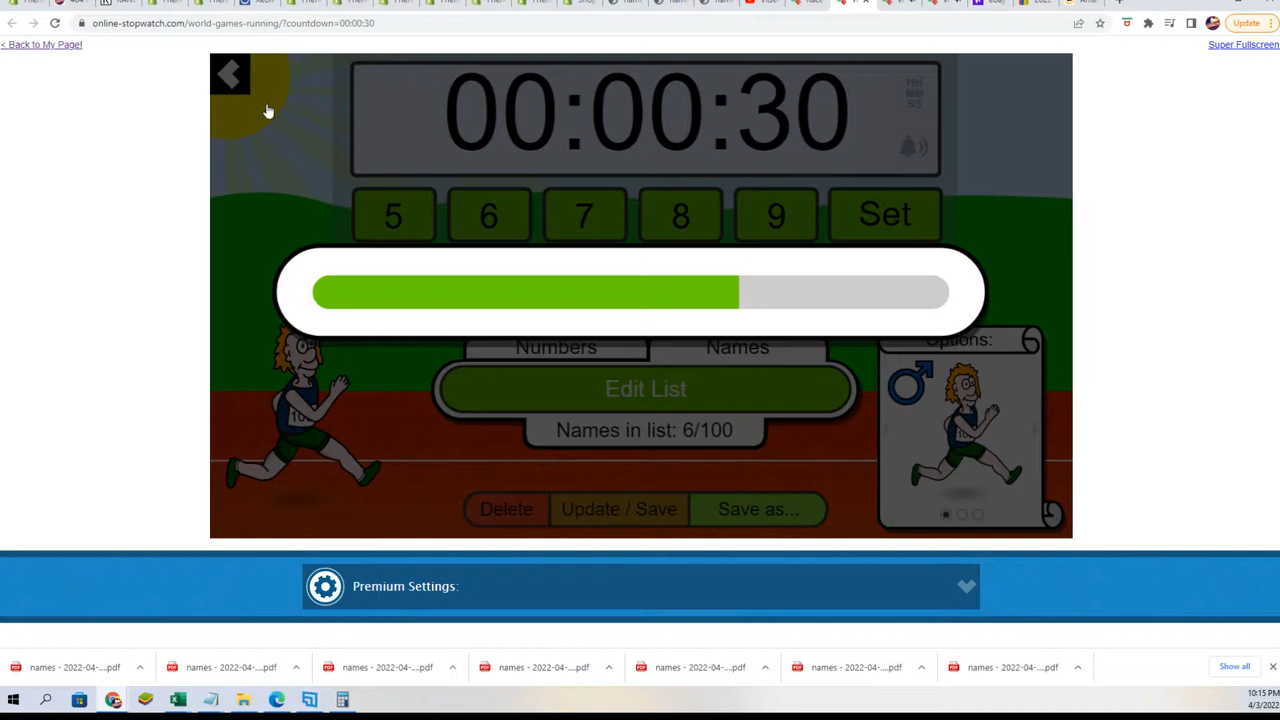 online-stopwatch.com/world-games-running/?countdown=00:00:30
Update
< Back to My Page!
Super Fullscreen
00:00:30
HH
MM
SS
5
6
7
8
9
Set
Numbers
Names
Options:
Edit List
Names in list: 6/100
Delete
Update / Save
Save as...
Premium Settings:
names - 2022-04-....pdf
names - 2022-04-....pdf
names - 2022-04-....pdf
names - 2022-04-....pdf
names - 2022-04-....pdf
names - 2022-04-....pdf
names - 2022-04-....pdf
Show all
10:15 PM
4/3/2022